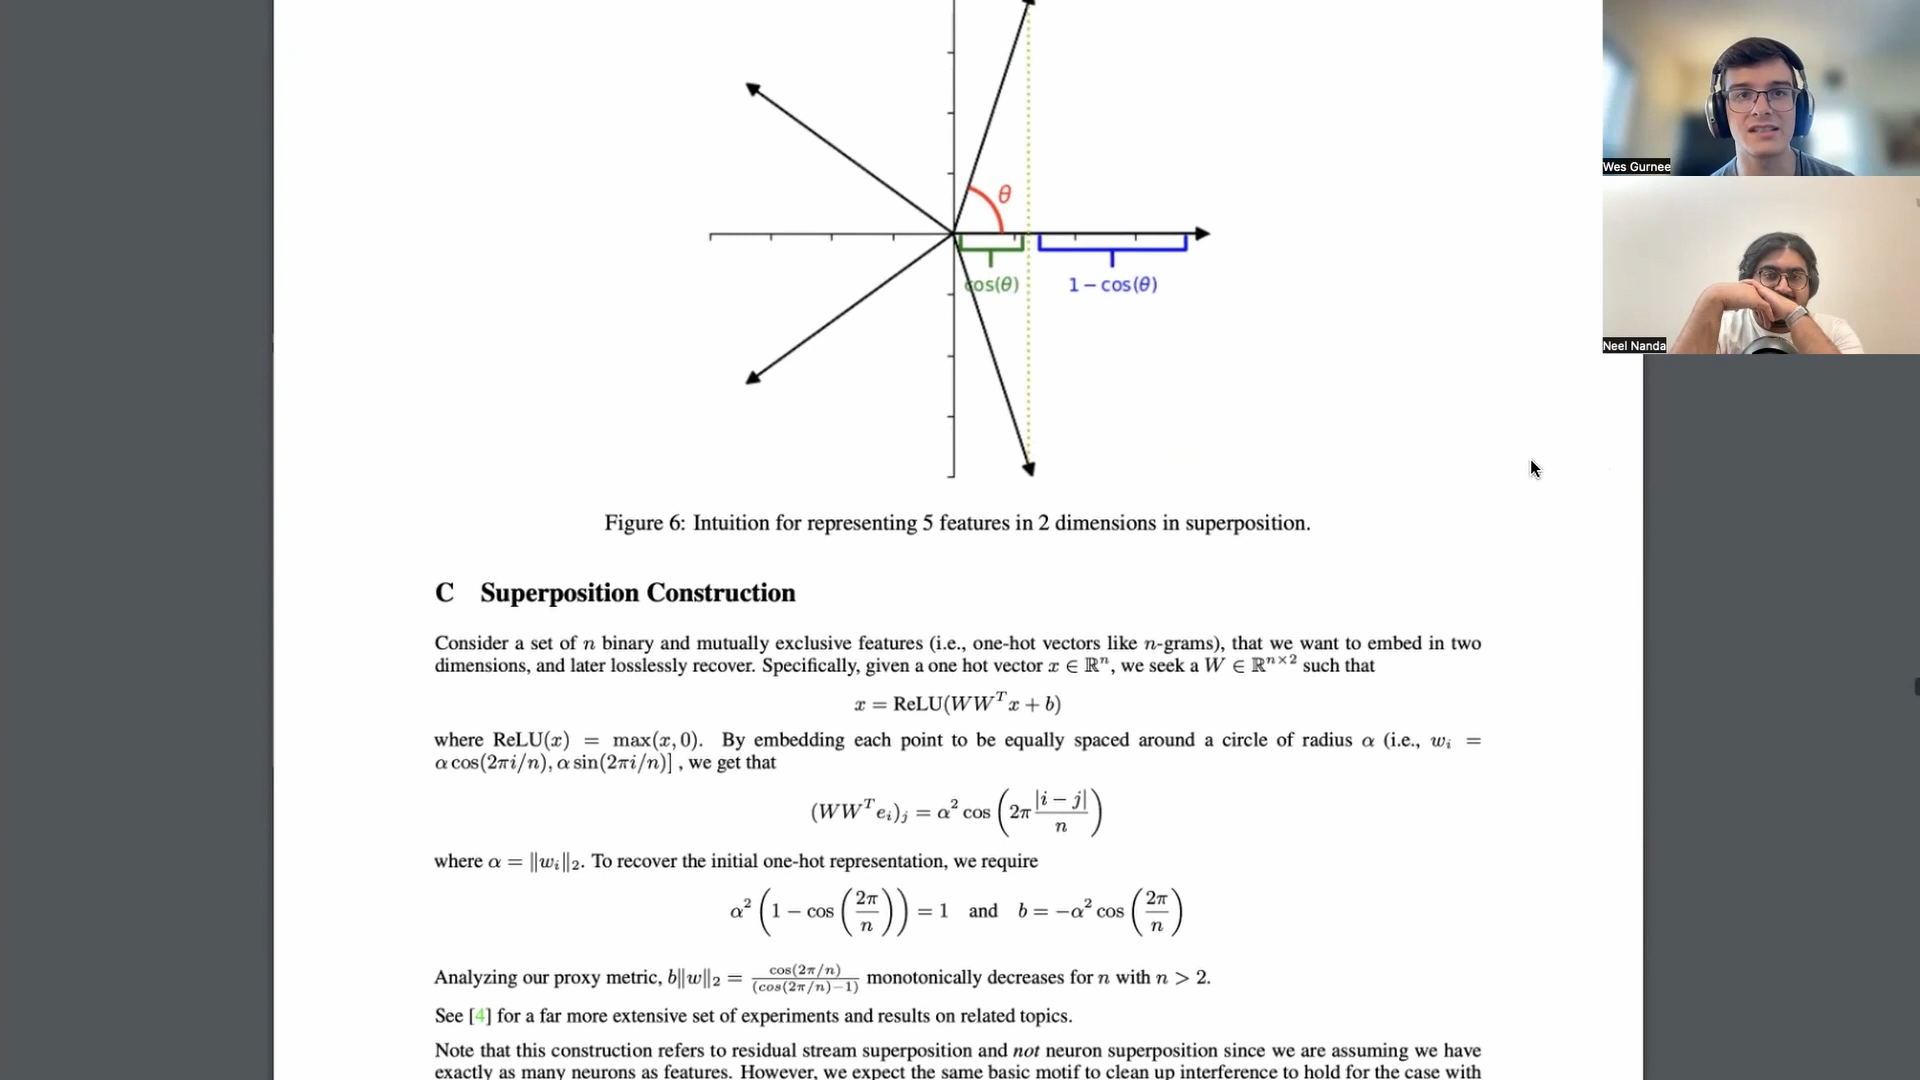 Wes Gurnee
Neel Nanda
θ
cos(θ)
1 − cos(θ)
Figure 6: Intuition for representing 5 features in 2 dimensions in superposition.
C Superposition Construction
Consider a set of n binary and mutually exclusive features (i.e., one-hot vectors like n-grams), that we want to embed in two
dimensions, and later losslessly recover. Specifically, given a one hot vector x ∈ ℝⁿ, we seek a W ∈ ℝⁿˣ² such that
x = ReLU(WWᵀx + b)
where ReLU(x) = max(x, 0). By embedding each point to be equally spaced around a circle of radius α (i.e., wᵢ =
α cos(2πi/n), α sin(2πi/n)] , we get that
(WWᵀeᵢ)ⱼ = α² cos (2π |i − j| / n)
where α = ‖wᵢ‖₂. To recover the initial one-hot representation, we require
α² (1 − cos (2π / n)) = 1 and b = −α² cos (2π / n)
Analyzing our proxy metric, b‖w‖₂ = cos(2π/n) / (cos(2π/n)−1) monotonically decreases for n with n > 2.
See [4] for a far more extensive set of experiments and results on related topics.
Note that this construction refers to residual stream superposition and not neuron superposition since we are assuming we have
exactly as many neurons as features. However, we expect the same basic motif to clean up interference to hold for the case with